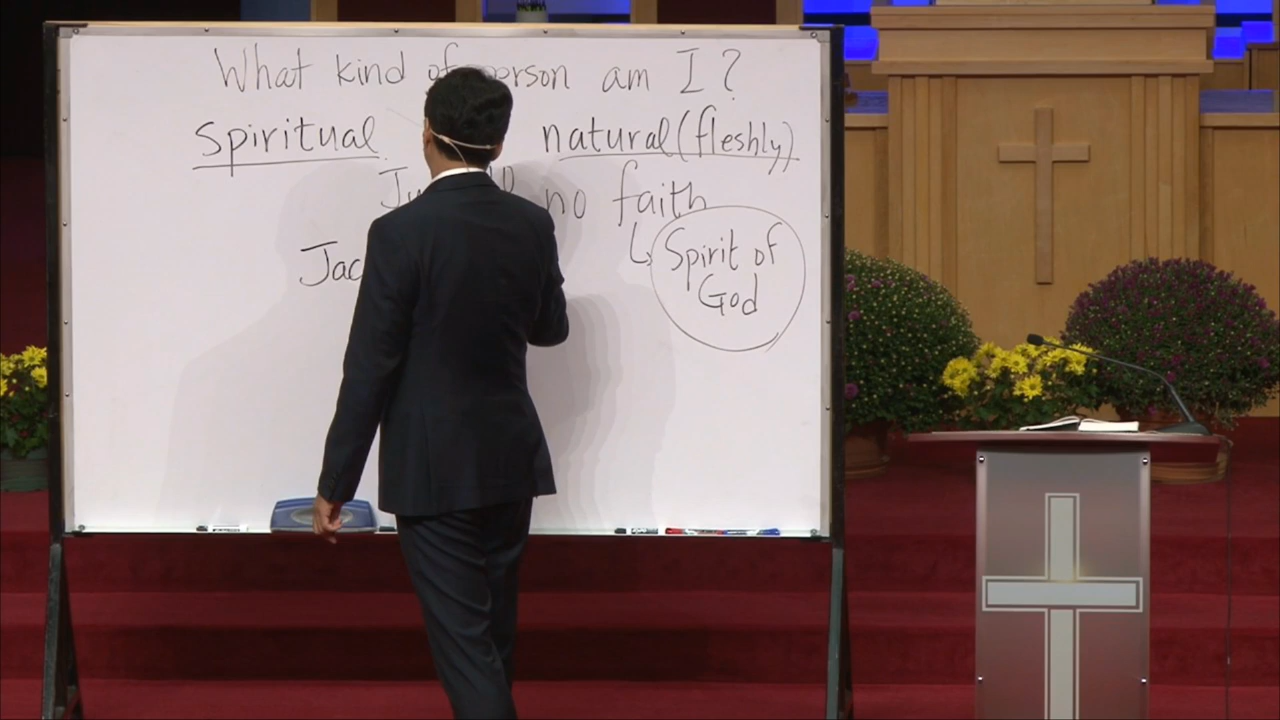 What kind of person am I?
Spiritual natural (fleshly)
no faith
↳ Spirit of
God